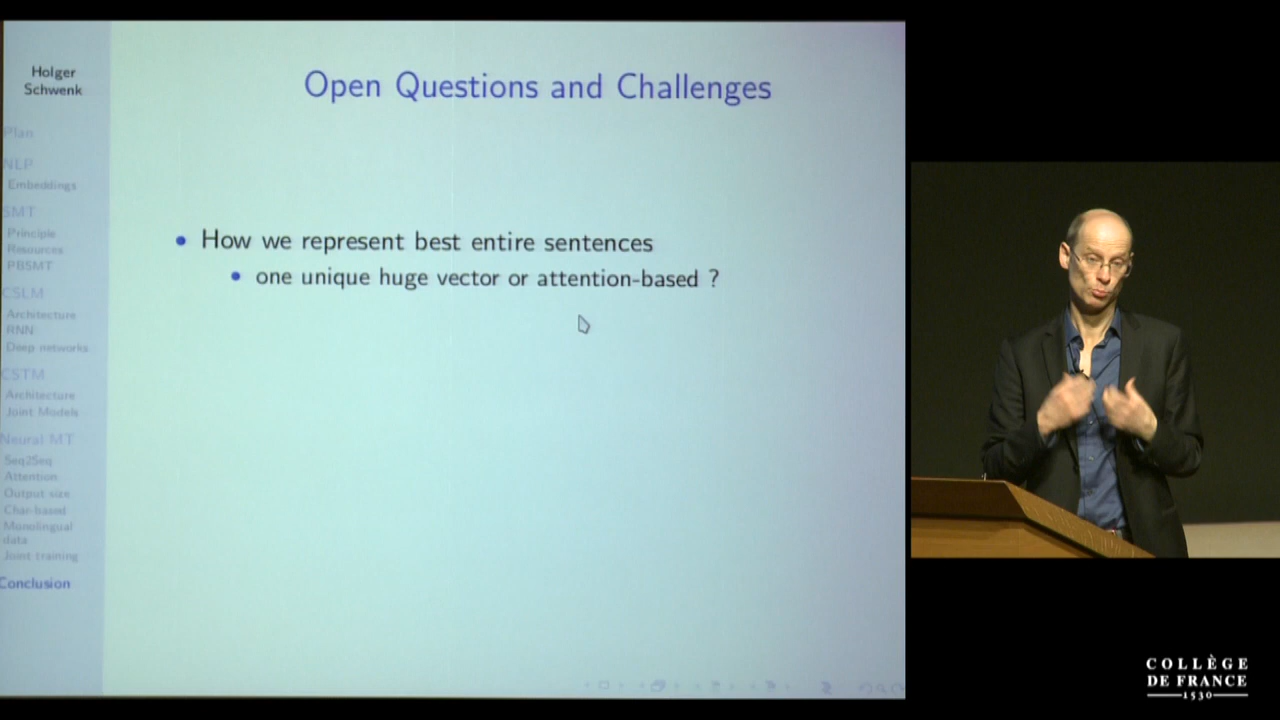 Holger
Schwenk
Plan
NLP
Embeddings
SMT
Principle
Resources
PBSMT
CSLM
Architecture
RNN
Deep networks
CSTM
Architecture
Joint Models
Neural MT
Seq2Seq
Attention
Output size
Char-based
Monolingual
data
Joint training
Conclusion
Open Questions and Challenges
• How we represent best entire sentences
• one unique huge vector or attention-based ?
COLLÈGE
DE FRANCE
1530